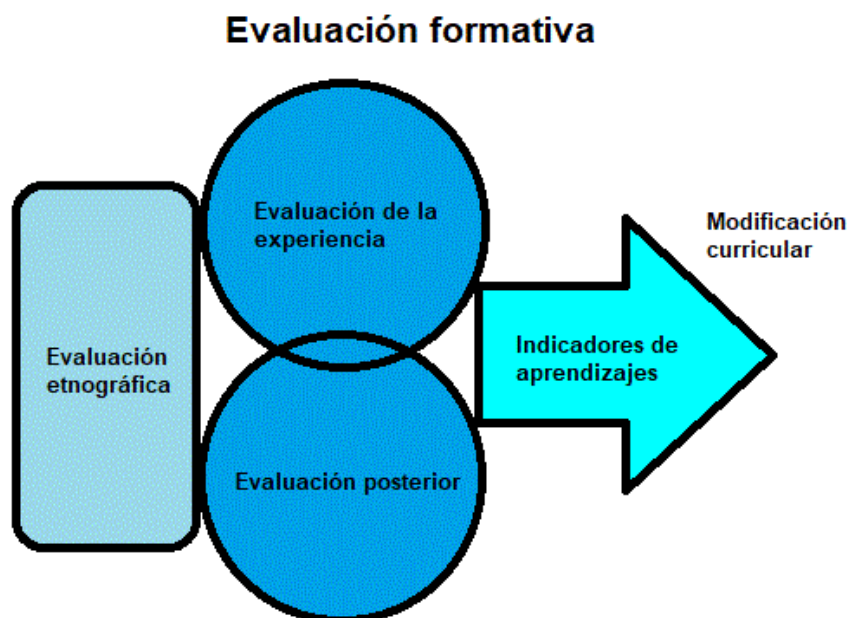 Evaluación formativa
Evaluación de la
experiencia
Modificación
curricular
Evaluación
etnográfica
Indicadores de
aprendizajes
Evaluación posterior